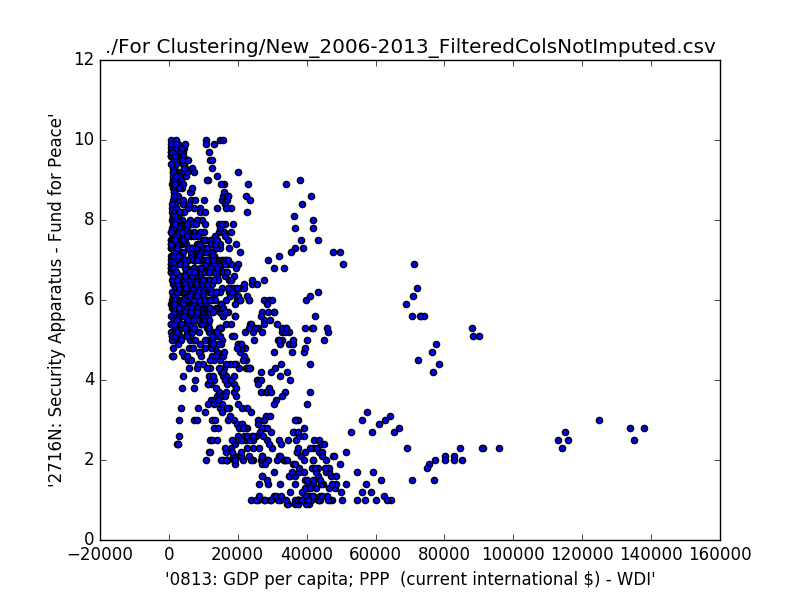 ./For Clustering/New_2006-2013_FilteredColsNotImputed.csv
12
10
8
6
4
2
0
'2716N: Security Apparatus - Fund for Peace'
−20000 0 20000 40000 60000 80000 100000 120000 140000 160000
'0813: GDP per capita; PPP  (current international $) - WDI'